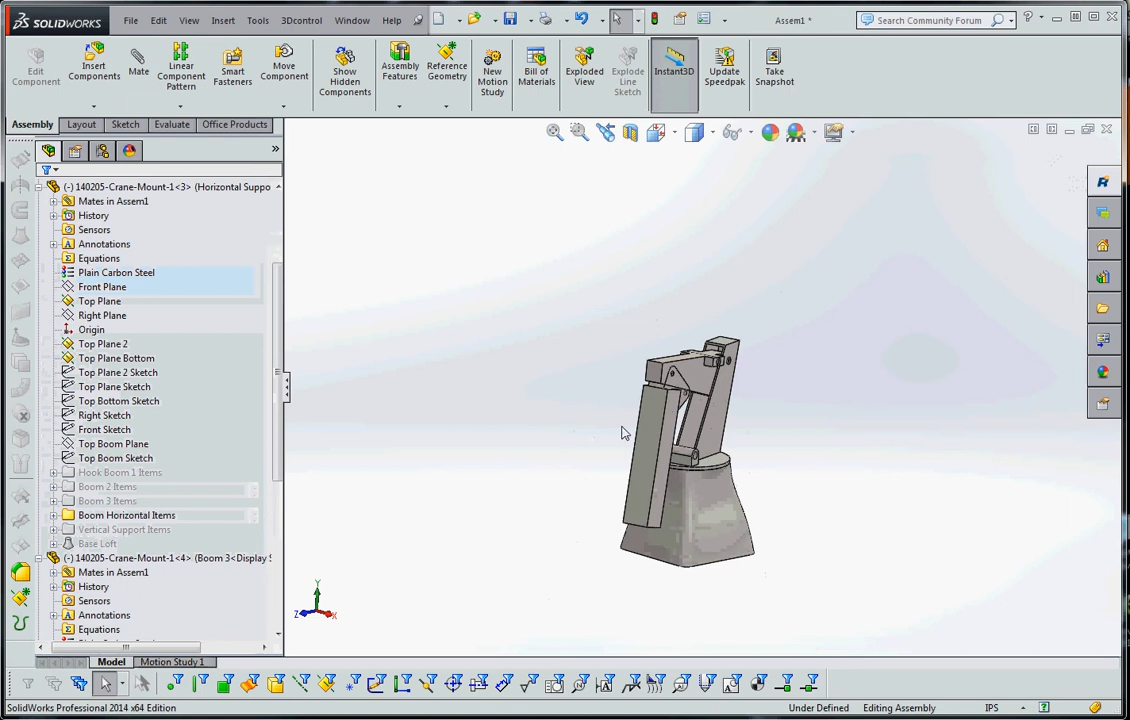 SOLIDWORKS
File Edit View Insert Tools 3Dcontrol Window Help
Assem1 *
Search Community Forum
Edit Component
Insert Components
Mate
Linear Component Pattern
Smart Fasteners
Move Component
Show Hidden Components
Assembly Features
Reference Geometry
New Motion Study
Bill of Materials
Exploded View
Explode Line Sketch
Instant3D
Update Speedpak
Take Snapshot
Assembly Layout Sketch Evaluate Office Products
(-) 140205-Crane-Mount-1<3> (Horizontal Suppo
Mates in Assem1
History
Sensors
Annotations
Equations
Plain Carbon Steel
Front Plane
Top Plane
Right Plane
Origin
Top Plane 2
Top Plane Bottom
Top Plane 2 Sketch
Top Plane Sketch
Top Bottom Sketch
Right Sketch
Front Sketch
Top Boom Plane
Top Boom Sketch
Hook Boom 1 Items
Boom 2 Items
Boom 3 Items
Boom Horizontal Items
Vertical Support Items
Base Loft
(-) 140205-Crane-Mount-1<4> (Boom 3<Display S
Mates in Assem1
History
Sensors
Annotations
Equations
Y
Z
X
Model Motion Study 1
SolidWorks Professional 2014 x64 Edition
Under Defined Editing Assembly IPS